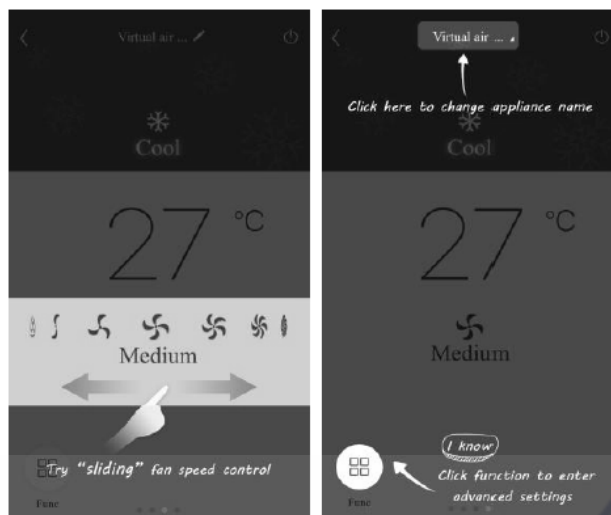 Virtual air ...
Cool
27 °C
Medium
Try “sliding” fan speed control
Func
Virtual air ...
Click here to change appliance name
Cool
27 °C
Medium
I know
Click function to enter
advanced settings
Func